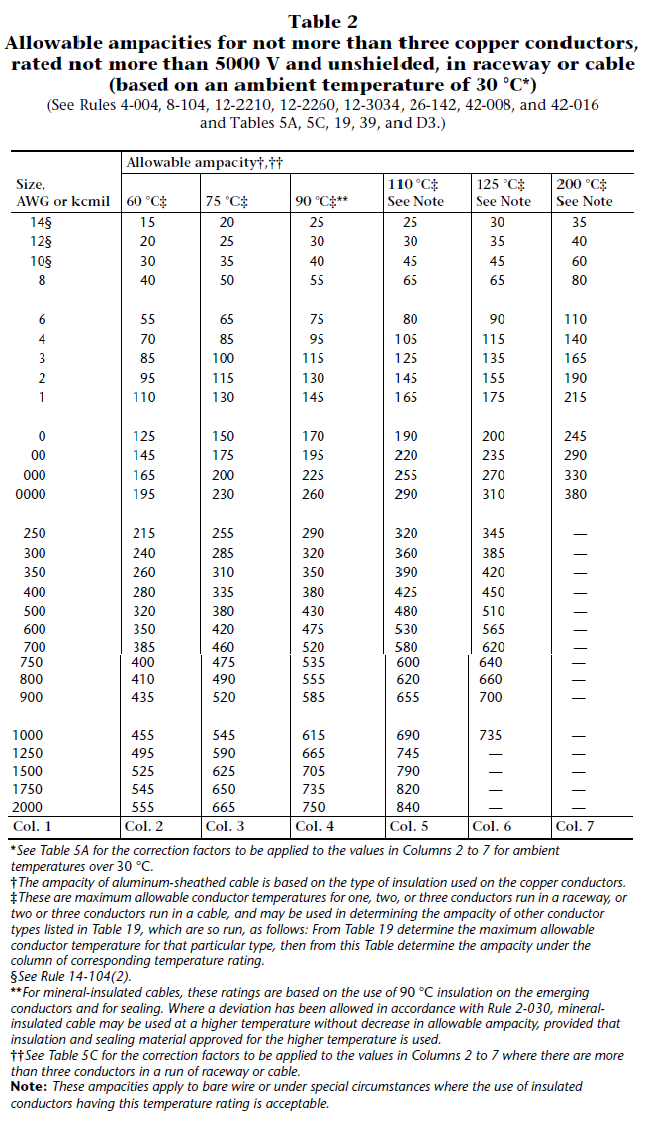 Table 2
Allowable ampacities for not more than three copper conductors,
rated not more than 5000 V and unshielded, in raceway or cable
(based on an ambient temperature of 30 °C*)
(See Rules 4-004, 8-104, 12-2210, 12-2260, 12-3034, 26-142, 42-008, and 42-016
and Tables 5A, 5C, 19, 39, and D3.)
Allowable ampacity†,††
Size, AWG or kcmil 60 °C‡ 75 °C‡ 90 °C‡** 110 °C‡ See Note 125 °C‡ See Note 200 °C‡ See Note
14§ 15 20 25 25 30 35
12§ 20 25 30 30 35 40
10§ 30 35 40 45 45 60
8 40 50 55 65 65 80
6 55 65 75 80 90 110
4 70 85 95 105 115 140
3 85 100 115 125 135 165
2 95 115 130 145 155 190
1 110 130 145 165 175 215
0 125 150 170 190 200 245
00 145 175 195 220 235 290
000 165 200 225 255 270 330
0000 195 230 260 290 310 380
250 215 255 290 320 345 —
300 240 285 320 360 385 —
350 260 310 350 390 420 —
400 280 335 380 425 450 —
500 320 380 430 480 510 —
600 350 420 475 530 565 —
700 385 460 520 580 620 —
750 400 475 535 600 640 —
800 410 490 555 620 660 —
900 435 520 585 655 700 —
1000 455 545 615 690 735 —
1250 495 590 665 745 — —
1500 525 625 705 790 — —
1750 545 650 735 820 — —
2000 555 665 750 840 — —
Col. 1 Col. 2 Col. 3 Col. 4 Col. 5 Col. 6 Col. 7
*See Table 5A for the correction factors to be applied to the values in Columns 2 to 7 for ambient
temperatures over 30 °C.
†The ampacity of aluminum-sheathed cable is based on the type of insulation used on the copper conductors.
‡These are maximum allowable conductor temperatures for one, two, or three conductors run in a raceway, or
two or three conductors run in a cable, and may be used in determining the ampacity of other conductor
types listed in Table 19, which are so run, as follows: From Table 19 determine the maximum allowable
conductor temperature for that particular type, then from this Table determine the ampacity under the
column of corresponding temperature rating.
§See Rule 14-104(2).
**For mineral-insulated cables, these ratings are based on the use of 90 °C insulation on the emerging
conductors and for sealing. Where a deviation has been allowed in accordance with Rule 2-030, mineral-
insulated cable may be used at a higher temperature without decrease in allowable ampacity, provided that
insulation and sealing material approved for the higher temperature is used.
††See Table 5C for the correction factors to be applied to the values in Columns 2 to 7 where there are more
than three conductors in a run of raceway or cable.
Note: These ampacities apply to bare wire or under special circumstances where the use of insulated
conductors having this temperature rating is acceptable.